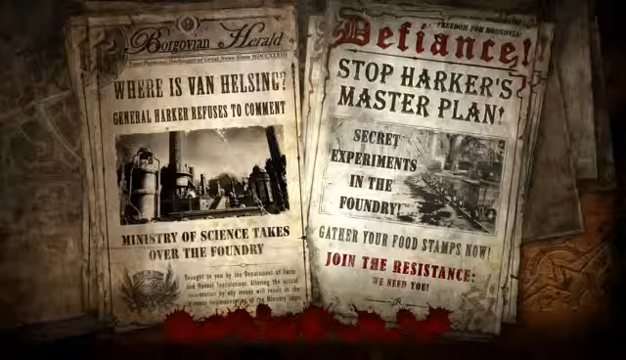 Borgovian Herald
WHERE IS VAN HELSING?
GENERAL HARKER REFUSES TO COMMENT
MINISTRY OF SCIENCE TAKES
OVER THE FOUNDRY
Brought to you by the Department of Facts
FREEDOM FOR BORGOVIA!
Defiance!
STOP HARKER'S
MASTER PLAN!
SECRET
EXPERIMENTS
IN THE
FOUNDRY!
GATHER YOUR FOOD STAMPS NOW!
JOIN THE RESISTANCE:
WE NEED YOU!